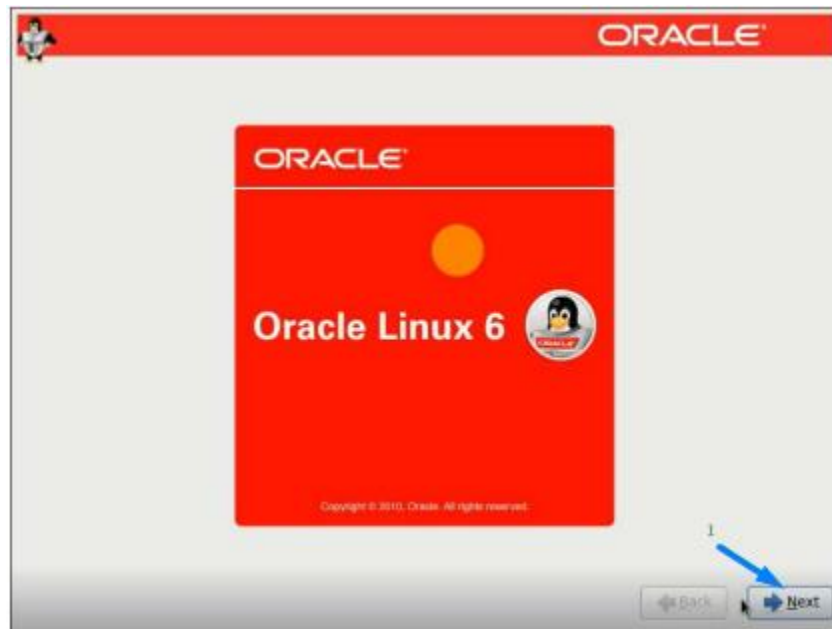 ORACLE
ORACLE
Oracle Linux 6
Copyright © 2010, Oracle. All rights reserved.
1
Back
Next